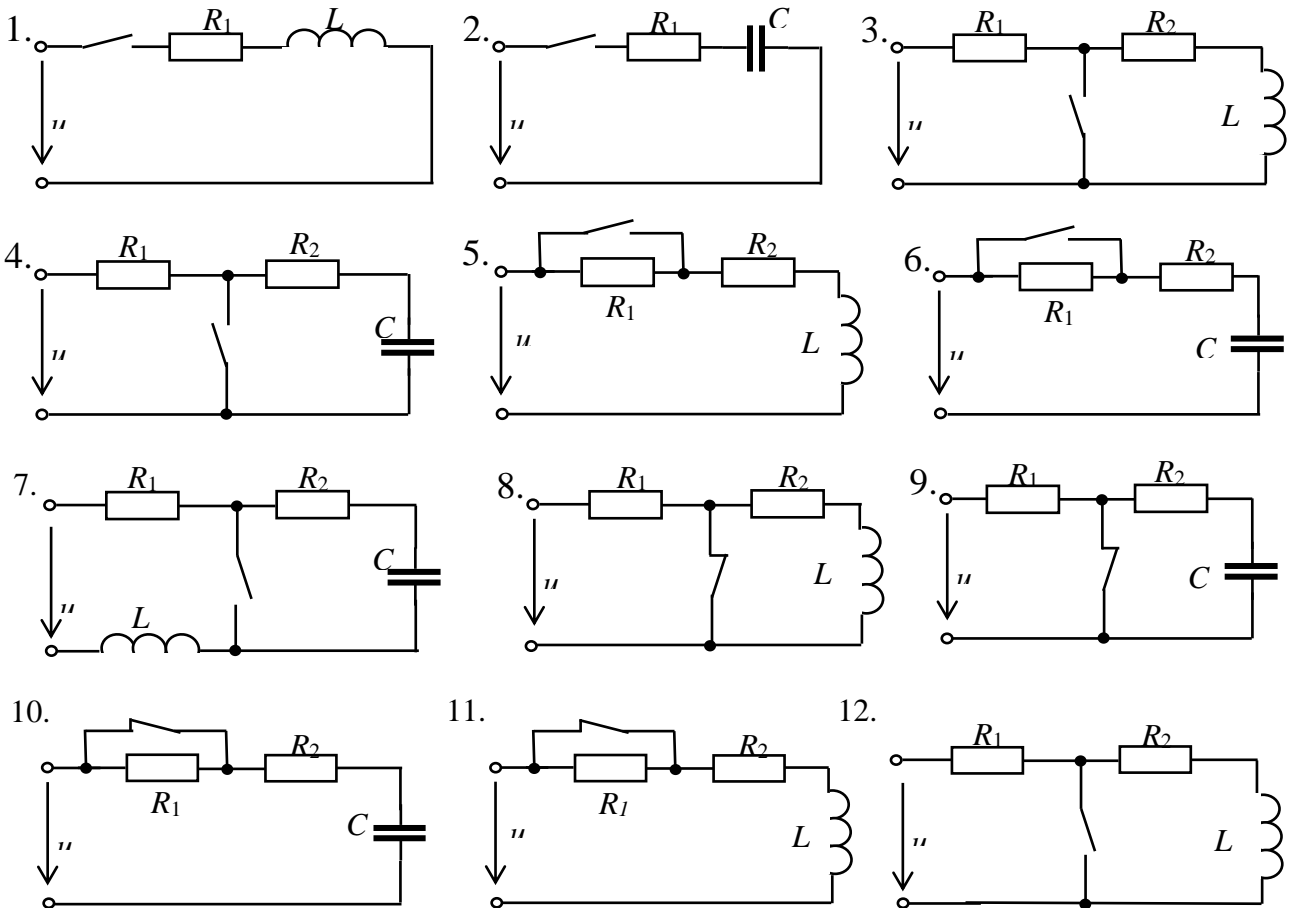 1. R1 L
u
2. R1 C
u
3. R1 R2
u L
4. R1 R2
u C
5. R2
R1
u L
6. R2
R1
u C
7. R1 R2
C
u L
8. R1 R2
u L
9. R1 R2
u C
10. R2
R1
u C
11. R2
R1
u L
12. R1 R2
u L